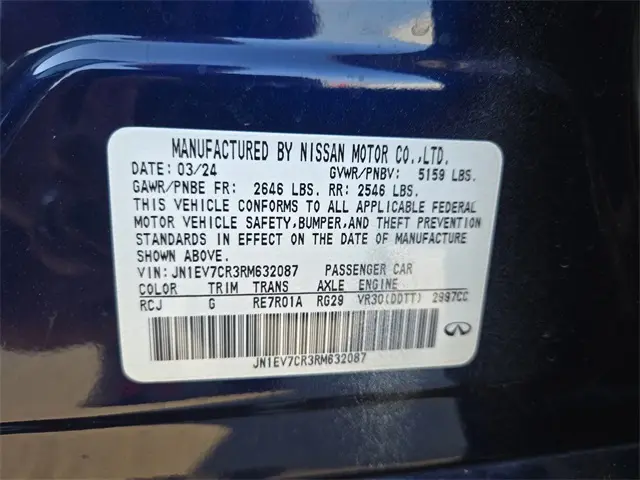 MANUFACTURED BY NISSAN MOTOR CO.,LTD.
DATE: 03/24 GVWR/PNBV: 5159 LBS.
GAWR/PNBE FR: 2646 LBS. RR: 2546 LBS.
THIS VEHICLE CONFORMS TO ALL APPLICABLE FEDERAL
MOTOR VEHICLE SAFETY,BUMPER,AND THEFT PREVENTION
STANDARDS IN EFFECT ON THE DATE OF MANUFACTURE
SHOWN ABOVE.
VIN: JN1EV7CR3RM632087 PASSENGER CAR
COLOR TRIM TRANS AXLE ENGINE
RCJ G RE7R01A RG29 VR30(DDTT) 2997CC
JN1EV7CR3RM632087